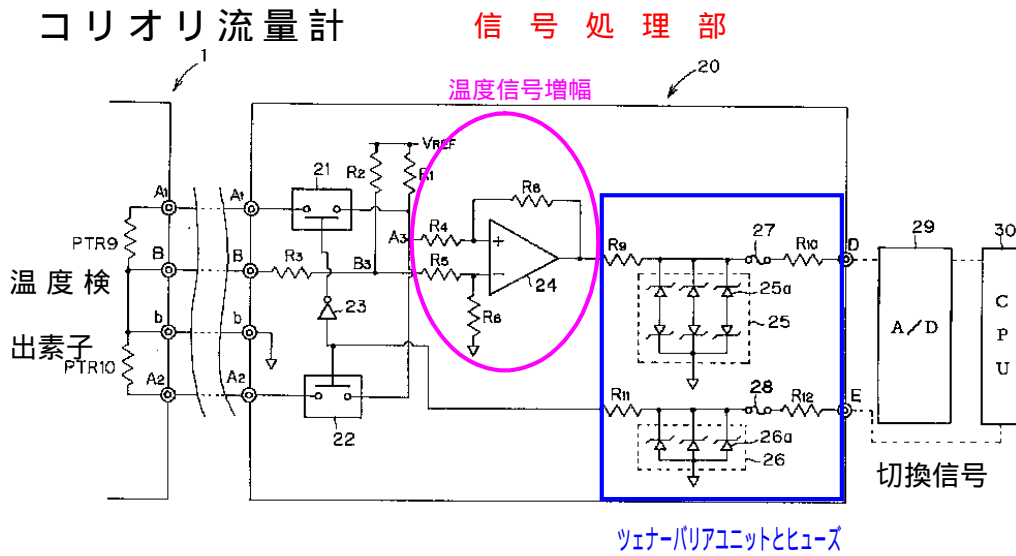 コリオリ流量計
信号処理部
1
20
温度信号増幅
VREF
21
R2
R1
R8
A1
A1
PTR9
A3
R4
27
29
30
B
B
R3
B3
R5
+
−
24
R9
R10
D
温度検
23
R6
25a
25
A/D
CPU
b
b
出素子
PTR10
A2
A2
22
R11
28
R12
E
26a
26
切換信号
ツェナーバリアユニットとヒューズ